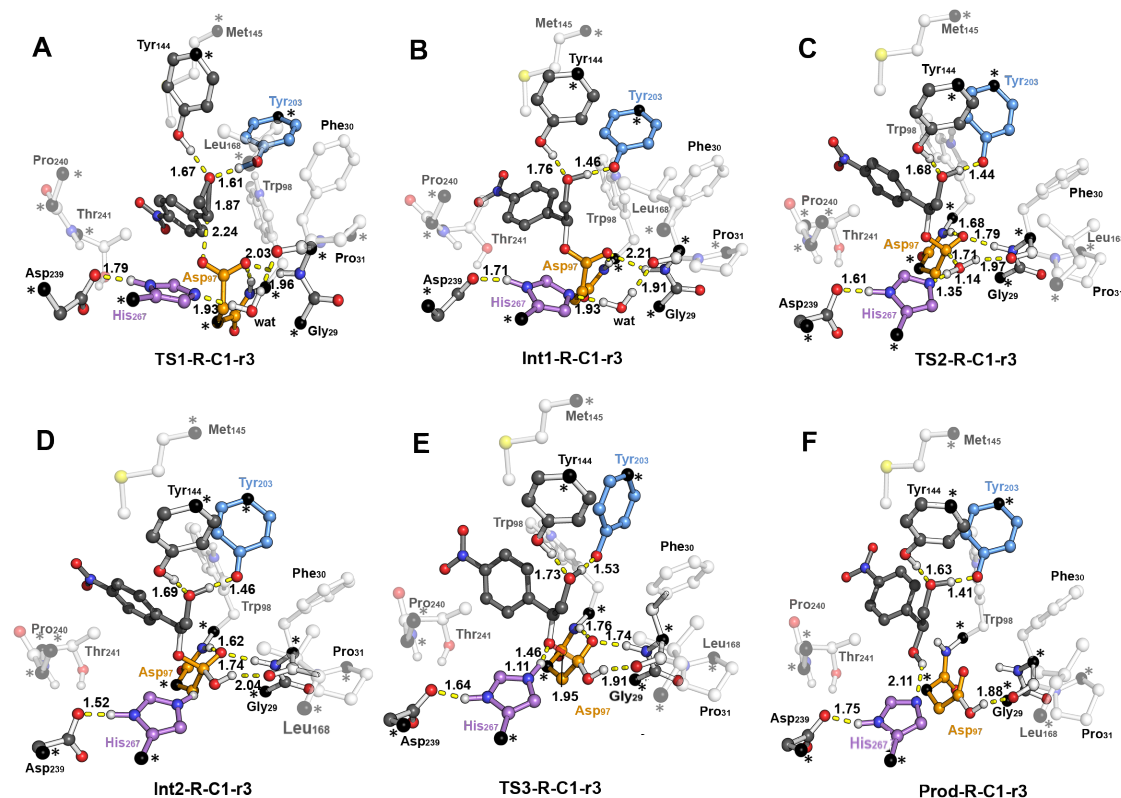 A
*
Met145
Tyr144
*
Tyr203
*
Phe30
Leu168
1.67
1.61
Pro240
*
*
1.87
Trp98
Thr241
*
2.24
2.03
*
Asp239
1.79
Asp97
Pro31
*
1.96
*
His267
1.93
wat
*
Gly29
*
TS1-R-C1-r3
B
Met145
*
Tyr144
*
Tyr203
*
Phe30
1.76
1.46
Pro240
*
*
Trp98
Leu168
Thr241
2.21
Pro31
*
Asp239
1.71
Asp97
*
*
1.91
His267
*
1.93
wat
Gly29
*
Int1-R-C1-r3
C
*
Met145
Tyr144
*
Tyr203
*
Trp98
1.68
1.44
Phe30
Pro240
*
*
*
1.68
1.79
Thr241
Asp97
1.71
Leu168
1.97
1.61
1.14
Gly29
*
Asp239
1.35
Pro31
*
His267
*
TS2-R-C1-r3
D
*
Met145
Tyr144
*
Tyr203
*
1.69
1.46
Phe30
Trp98
Pro240
*
*
*
1.62
*
Thr241
Asp97
1.74
Pro31
*
2.04
*
Gly29
1.52
Leu168
*
His267
Asp239
*
Int2-R-C1-r3
E
*
Met145
Tyr144
*
Tyr203
*
Trp98
1.53
Phe30
1.73
Pro240
*
*
*
1.76
1.74
*
Thr241
1.46
Leu168
1.11
*
1.91
1.64
Gly29
1.95
*
Pro31
Asp97
His267
*
Asp239
*
TS3-R-C1-r3
F
Met145
*
Tyr144
*
Tyr203
*
1.63
1.41
Phe30
Pro240
*
Trp98
*
*
Thr241
*
2.11
*
1.88
Gly29
*
1.75
Asp239
Asp97
Leu168
Pro31
His267
*
*
Prod-R-C1-r3